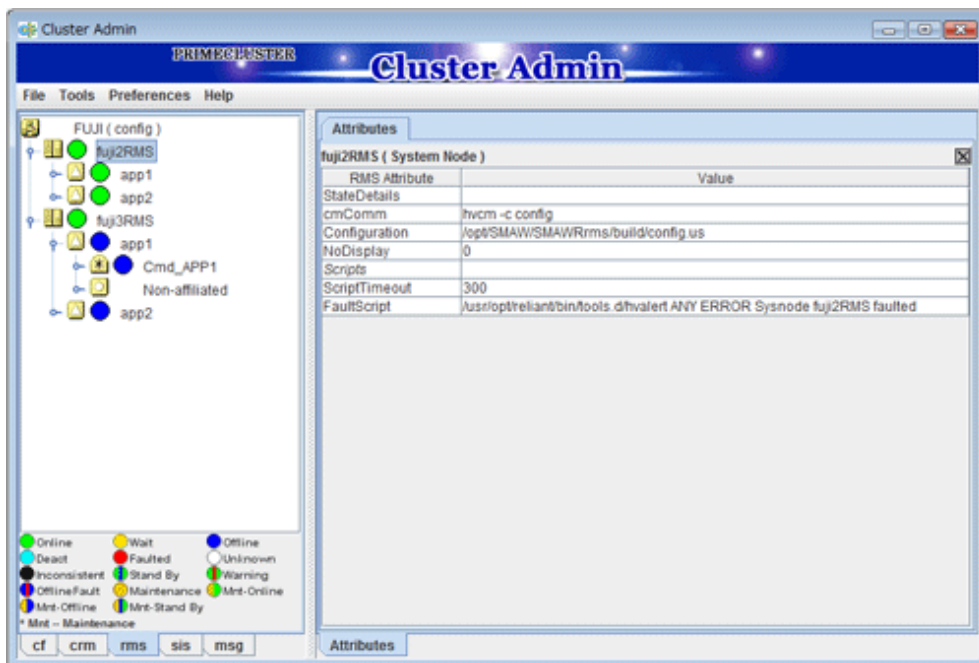 Cluster Admin
PRIMECLUSTER
Cluster Admin
File Tools Preferences Help
FUJI ( config )
fuji2RMS
app1
app2
fuji3RMS
app1
Cmd_APP1
Non-affiliated
app2
Online Wait Offline
Deact Faulted Unknown
Inconsistent Stand By Warning
OfflineFault Maintenance Mnt-Online
Mnt-Offline Mnt-Stand By
* Mnt -- Maintenance
cf crm rms sis msg
Attributes
fuji2RMS ( System Node )
RMS Attribute Value
StateDetails
cmComm hvcm -c config
Configuration /opt/SMAW/SMAWRrms/build/config.us
NoDisplay 0
Scripts
ScriptTimeout 300
FaultScript /usr/opt/reliant/bin/tools.d/hvalert ANY ERROR Sysnode fuji2RMS faulted
Attributes